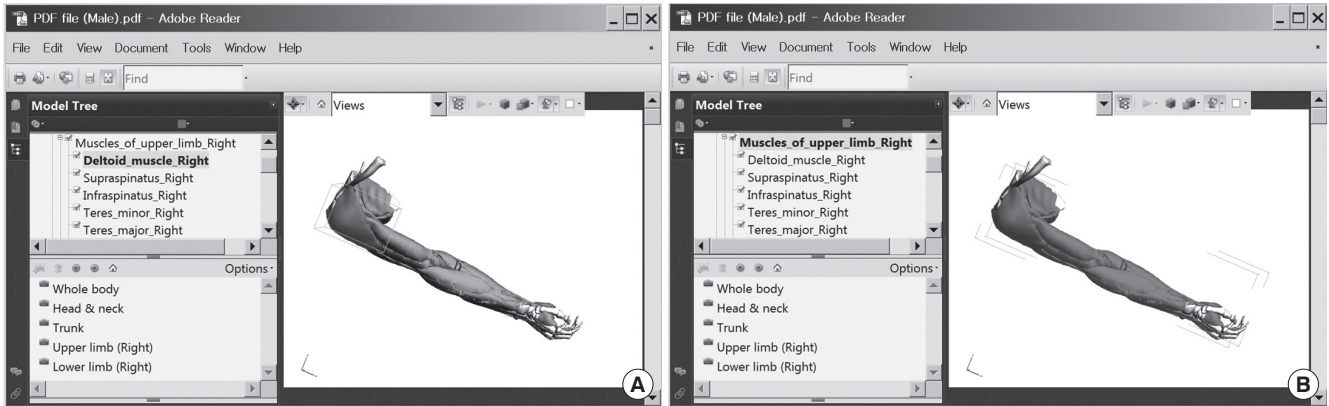 PDF file (Male).pdf - Adobe Reader
File Edit View Document Tools Window Help
Find
Model Tree
Views
Muscles_of_upper_limb_Right
Deltoid_muscle_Right
Supraspinatus_Right
Infraspinatus_Right
Teres_minor_Right
Teres_major_Right
Options
Whole body
Head & neck
Trunk
Upper limb (Right)
Lower limb (Right)
A
PDF file (Male).pdf - Adobe Reader
File Edit View Document Tools Window Help
Find
Model Tree
Views
Muscles_of_upper_limb_Right
Deltoid_muscle_Right
Supraspinatus_Right
Infraspinatus_Right
Teres_minor_Right
Teres_major_Right
Options
Whole body
Head & neck
Trunk
Upper limb (Right)
Lower limb (Right)
B